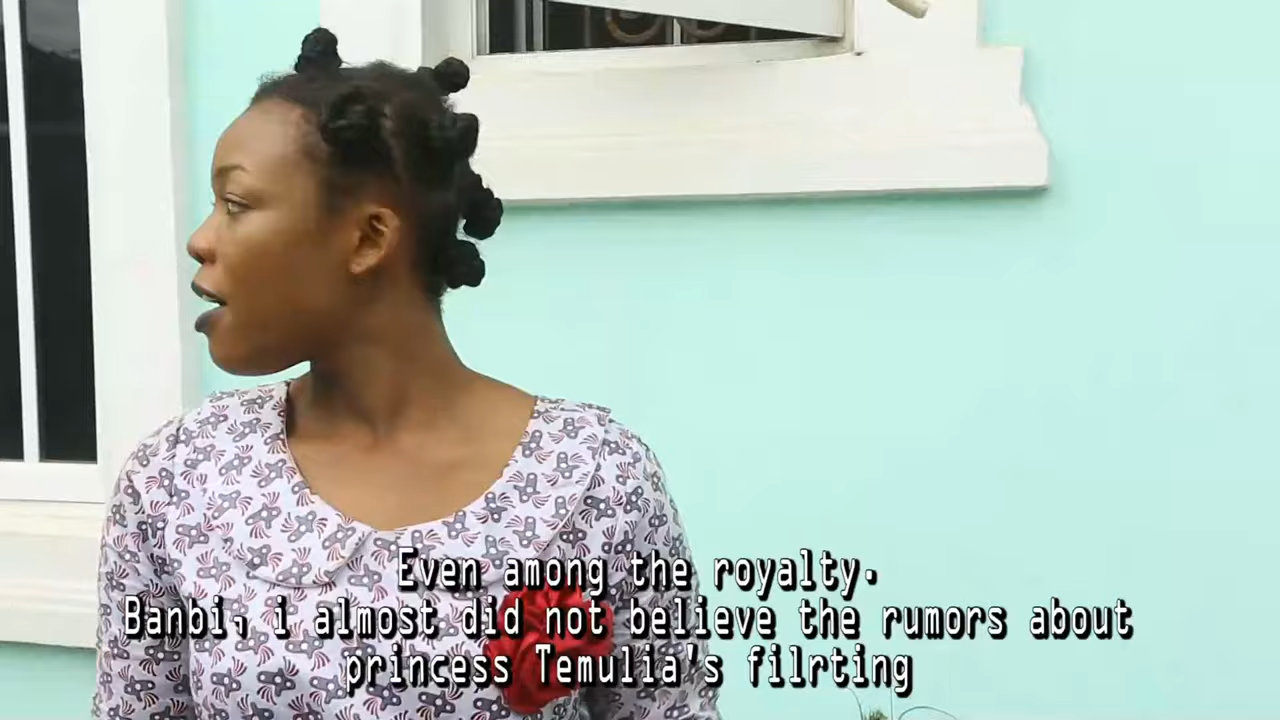 Even among the royalty.
Banbi, i almost did not believe the rumors about
princess Temulia's filrting